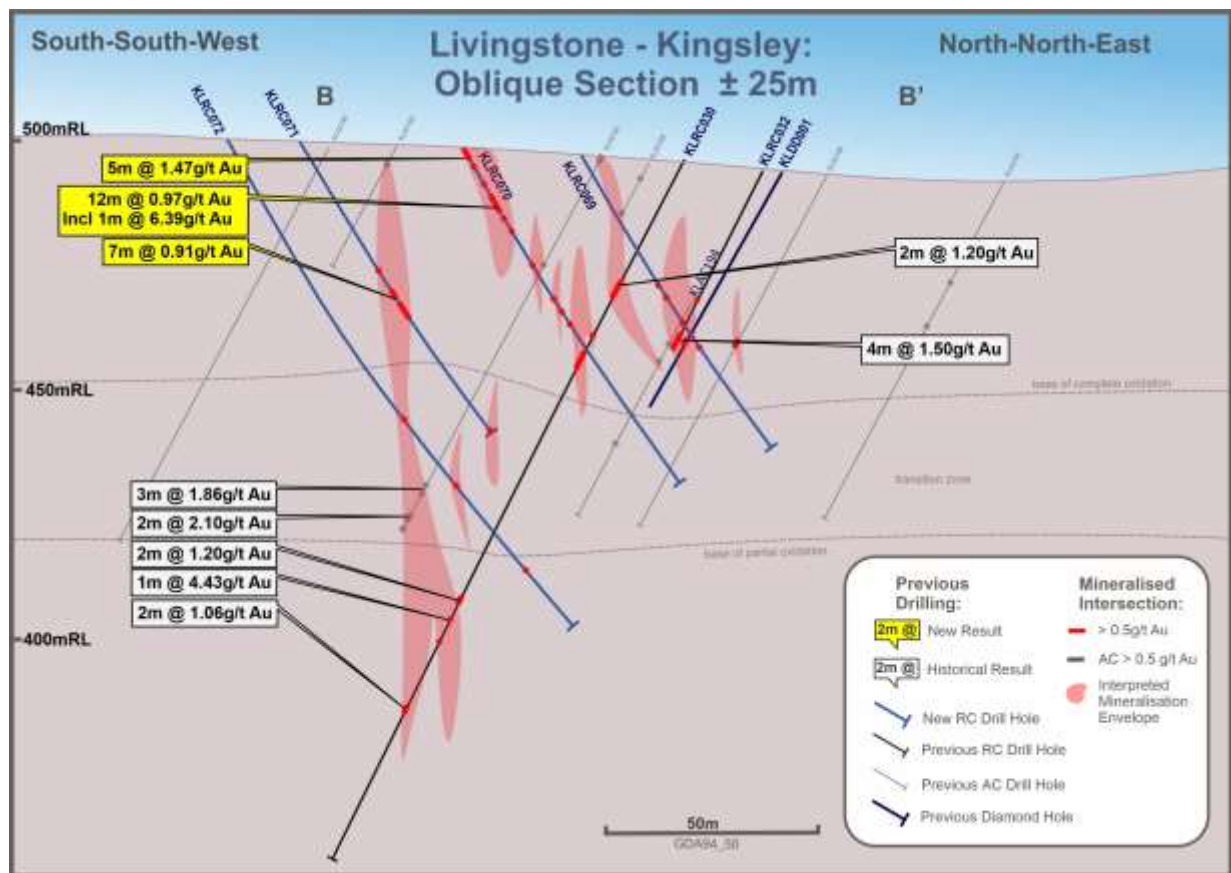 South-South-West
Livingstone - Kingsley:
Oblique Section ± 25m
North-North-East
B
B'
KLRC072
KLRC071
KLRC070
KLRC069
KLRC030
KLRC032
KLDD001
500mRL
5m @ 1.47g/t Au
12m @ 0.97g/t Au
Incl 1m @ 6.39g/t Au
7m @ 0.91g/t Au
2m @ 1.20g/t Au
4m @ 1.50g/t Au
450mRL
base of complete oxidation
transition zone
3m @ 1.86g/t Au
2m @ 2.10g/t Au
2m @ 1.20g/t Au
1m @ 4.43g/t Au
2m @ 1.06g/t Au
base of partial oxidation
400mRL
50m
GDA94_50
Previous
Drilling:
2m @ New Result
2m @ Historical Result
New RC Drill Hole
Previous RC Drill Hole
Previous AC Drill Hole
Previous Diamond Hole
Mineralised
Intersection:
> 0.5g/t Au
AC > 0.5 g/t Au
Interpreted
Mineralisation
Envelope